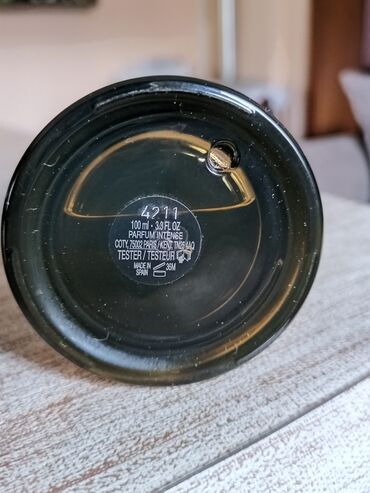 4211
100 ml - 3.3 FL OZ
PARFUM INTENSE
COTY, 75002 PARIS / KENT, TN25 4AQ
TESTER / TESTEUR
MADE IN
SPAIN
36M